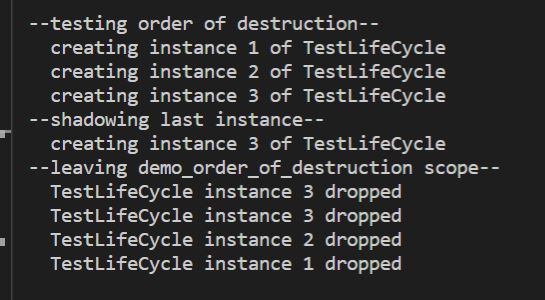 --testing order of destruction--
  creating instance 1 of TestLifeCycle
  creating instance 2 of TestLifeCycle
  creating instance 3 of TestLifeCycle
--shadowing last instance--
  creating instance 3 of TestLifeCycle
--leaving demo_order_of_destruction scope--
  TestLifeCycle instance 3 dropped
  TestLifeCycle instance 3 dropped
  TestLifeCycle instance 2 dropped
  TestLifeCycle instance 1 dropped